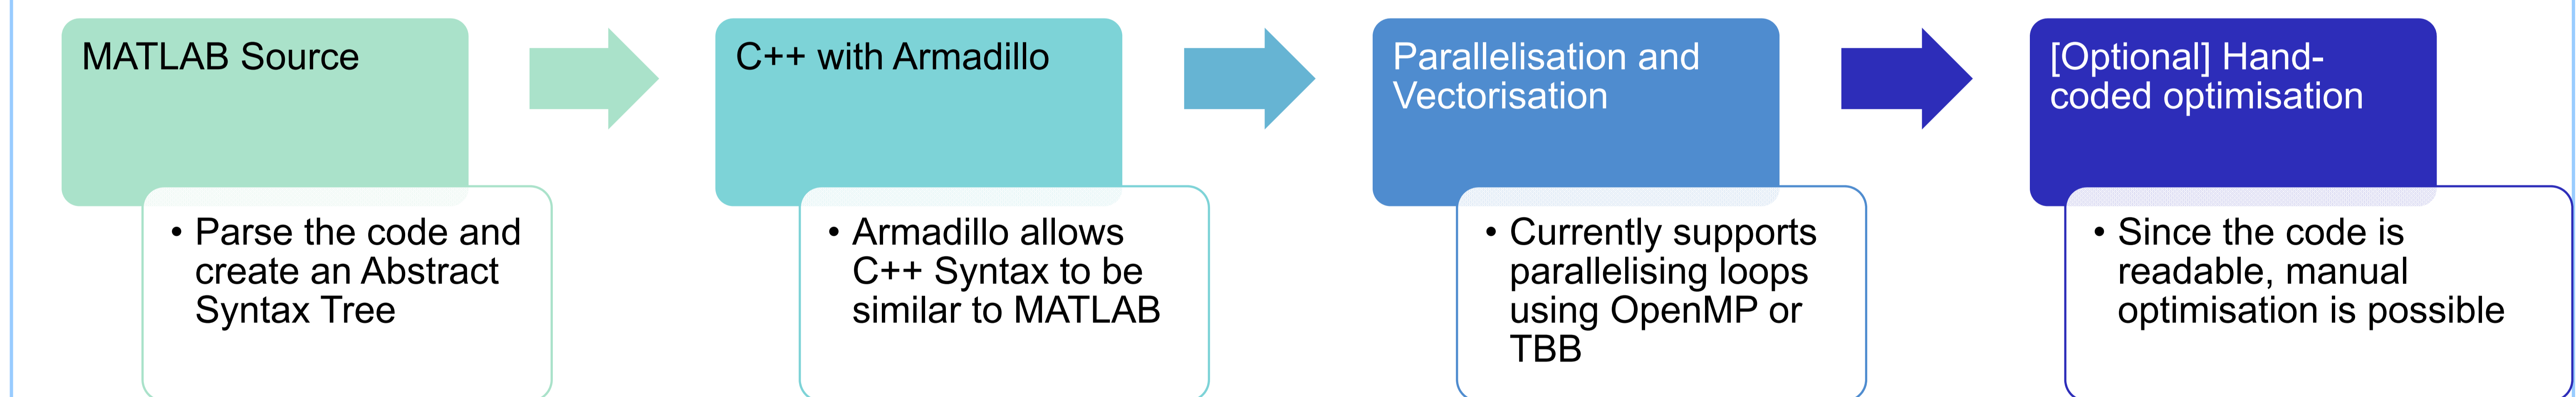 MATLAB Source
• Parse the code and
create an Abstract
Syntax Tree
C++ with Armadillo
• Armadillo allows
C++ Syntax to be
similar to MATLAB
Parallelisation and
Vectorisation
• Currently supports
parallelising loops
using OpenMP or
TBB
[Optional] Hand-
coded optimisation
• Since the code is
readable, manual
optimisation is possible